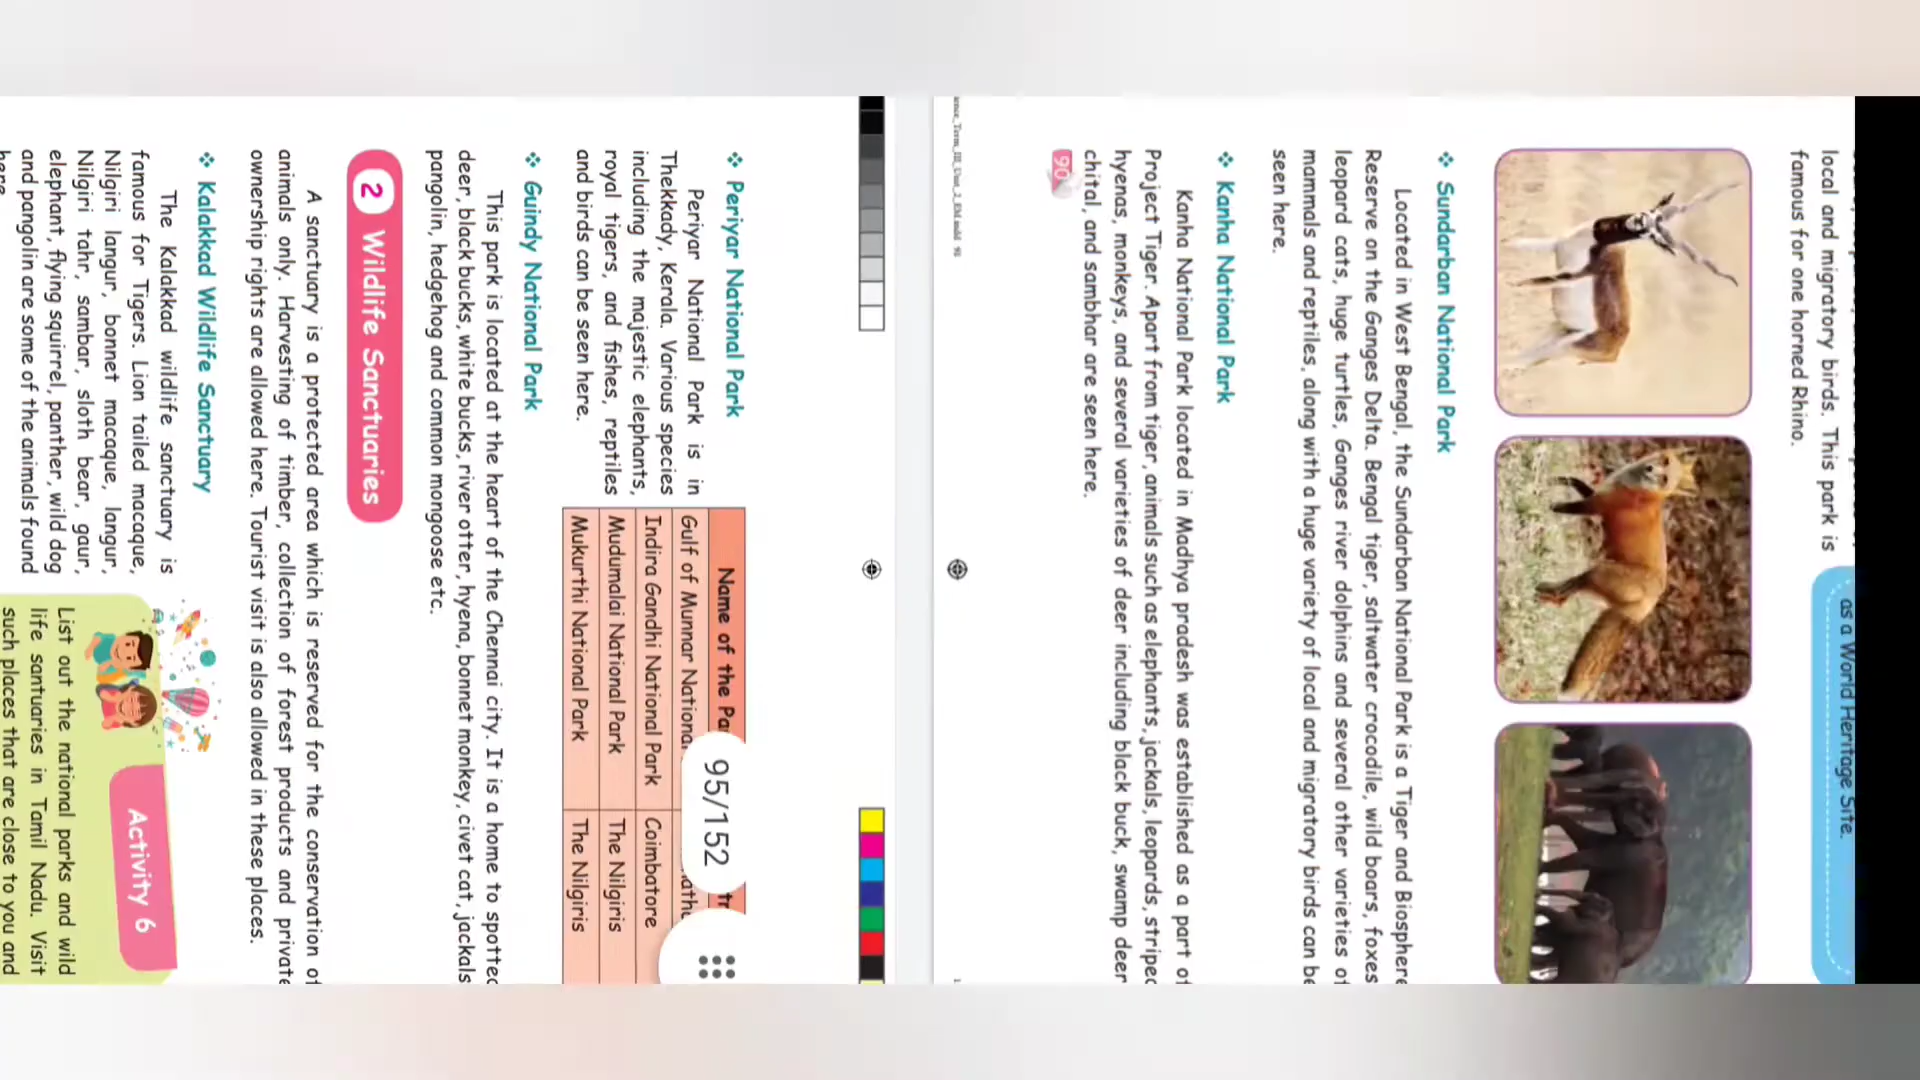 local and migratory birds. This park is
famous for one horned Rhino.
as a World Heritage Site.
❖ Sundarban National Park
Located in West Bengal, the Sundarban National Park is a Tiger and Biosphere
Reserve on the Ganges Delta. Bengal tiger, saltwater crocodile, wild boars, foxes
leopard cats, huge turtles, Ganges river dolphins and several other varieties of
mammals and reptiles, along with a huge variety of local and migratory birds can be
seen here.
❖ Kanha National Park
Kanha National Park located in Madhya pradesh was established as a part of
Project Tiger. Apart from tiger, animals such as elephants, jackals, leopards, striped
hyenas, monkeys, and several varieties of deer including black buck, swamp deer
chital, and sambhar are seen here.
90
❖ Periyar National Park
Periyar National Park is in
Thekkady, Kerala. Various species
including the majestic elephants,
royal tigers, and fishes, reptiles
and birds can be seen here.
Name of the Pa
Gulf of Munnar National
Indira Gandhi National Park Coimbatore
Mudumalai National Park The Nilgiris
Mukurthi National Park The Nilgiris
95/152
❖ Guindy National Park
This park is located at the heart of the Chennai city. It is a home to spotted
deer, black bucks, white bucks, river otter, hyena, bonnet monkey, civet cat, jackals
pangolin, hedgehog and common mongoose etc.
2 Wildlife Sanctuaries
A sanctuary is a protected area which is reserved for the conservation of
animals only. Harvesting of timber, collection of forest products and private
ownership rights are allowed here. Tourist visit is also allowed in these places.
❖ Kalakkad Wildlife Sanctuary
The Kalakkad wildlife sanctuary is
famous for Tigers. Lion tailed macaque,
Nilgiri langur, bonnet macaque, langur,
Nilgiri tahr, sambar, sloth bear, gaur,
elephant, flying squirrel, panther, wild dog
and pangolin are some of the animals found
here
Activity 6
List out the national parks and wild
life santuaries in Tamil Nadu. Visit
such places that are close to you and